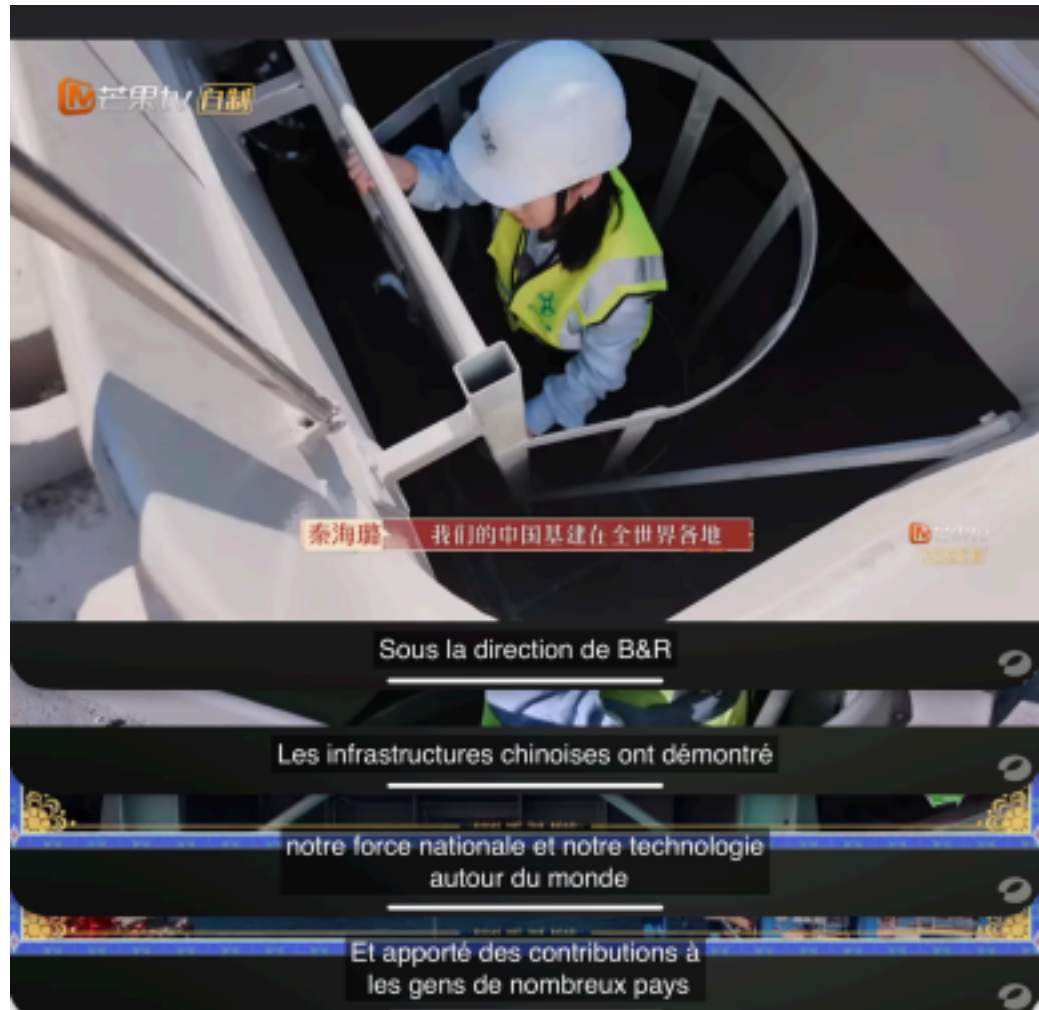 芒果tv 自制
秦海璐 我们的中国基建在全世界各地
Sous la direction de B&R
Les infrastructures chinoises ont démontré
notre force nationale et notre technologie
autour du monde
Et apporté des contributions à
les gens de nombreux pays